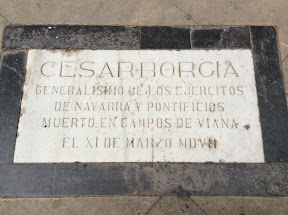 CESAR·BORGIA
GENERALISIMO DE LOS EJERCITOS
DE NAVARRA Y PONTIFICIOS
MUERTO EN CAMPOS DE VIANA
EL XI DE MARZO MDVII